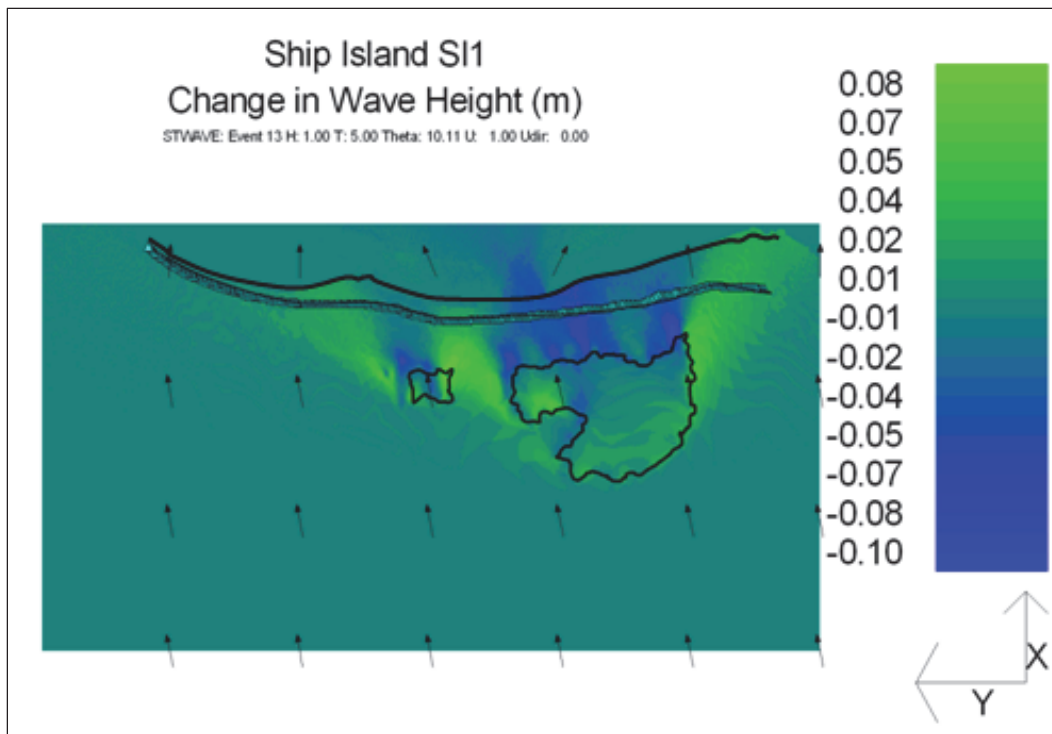 Ship Island SI1
Change in Wave Height (m)
STWAVE: Event 13 H: 1.00 T: 5.00 Theta: 10.11 U: 1.00 Udir: 0.00
0.08
0.07
0.05
0.04
0.02
0.01
-0.01
-0.02
-0.04
-0.05
-0.07
-0.08
-0.10
X
Y